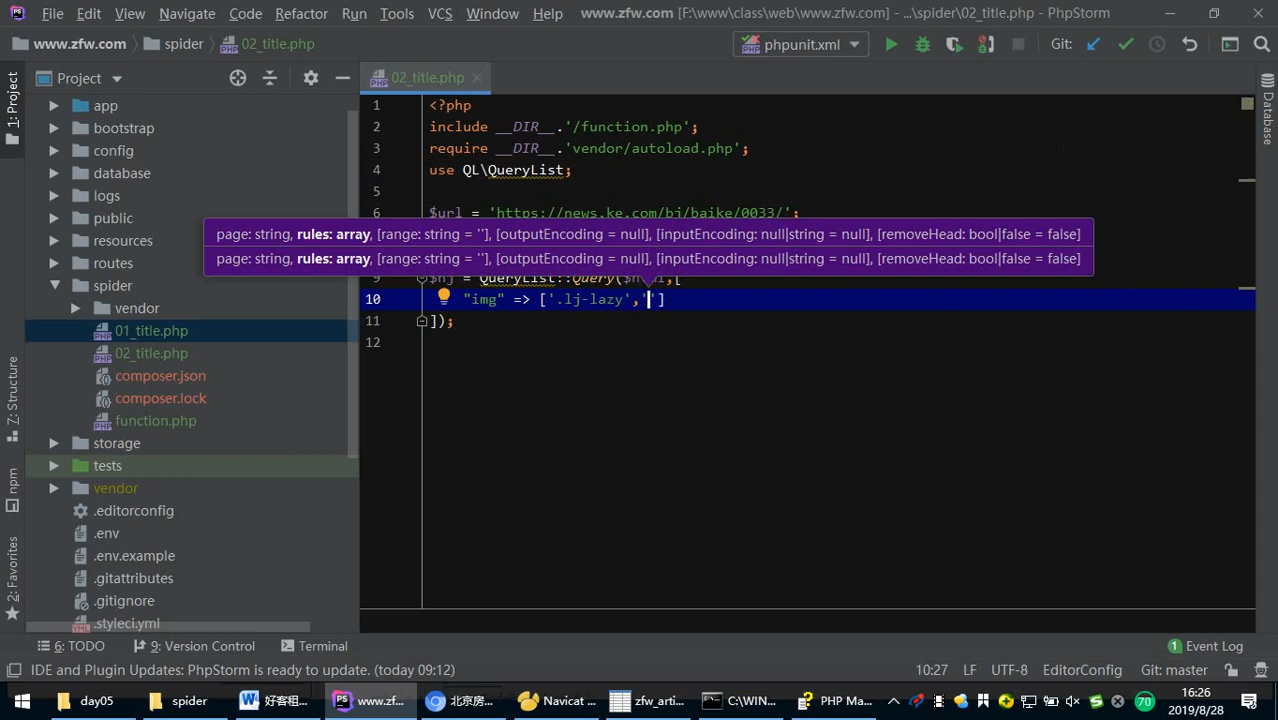 File Edit View Navigate Code Refactor Run Tools VCS Window Help www.zfw.com [F:\www\class\web\www.zfw.com] - ...\spider\02_title.php - PhpStorm
www.zfw.com spider 02_title.php phpunit.xml Git:
Project 02_title.php
1: Project
Database
app
bootstrap
config
database
logs
public
resources
routes
spider
vendor
01_title.php
02_title.php
composer.json
composer.lock
function.php
storage
tests
vendor
.editorconfig
.env
.env.example
.gitattributes
.gitignore
.styleci.yml
Z: Structure
npm
2: Favorites
1 <?php
2 include __DIR__.'/function.php';
3 require __DIR__.'vendor/autoload.php';
4 use QL\QueryList;
5
6 $url = 'https://news.ke.com/bj/baike/0033/';
page: string, rules: array, [range: string = ''], [outputEncoding = null], [inputEncoding: null|string = null], [removeHead: bool|false = false]
page: string, rules: array, [range: string = ''], [outputEncoding = null], [inputEncoding: null|string = null], [removeHead: bool|false = false]
QueryList::Query(
10 "img" => ['.lj-lazy','']
11 ]);
12
6: TODO 9: Version Control Terminal 1 Event Log
IDE and Plugin Updates: PhpStorm is ready to update. (today 09:12) 10:27 LF UTF-8 EditorConfig Git: master
day05 spider 好客租... www.zf... 北京房... Navicat ... zfw_arti... C:\WIN... PHP Ma... 70 16:26
2019/8/28